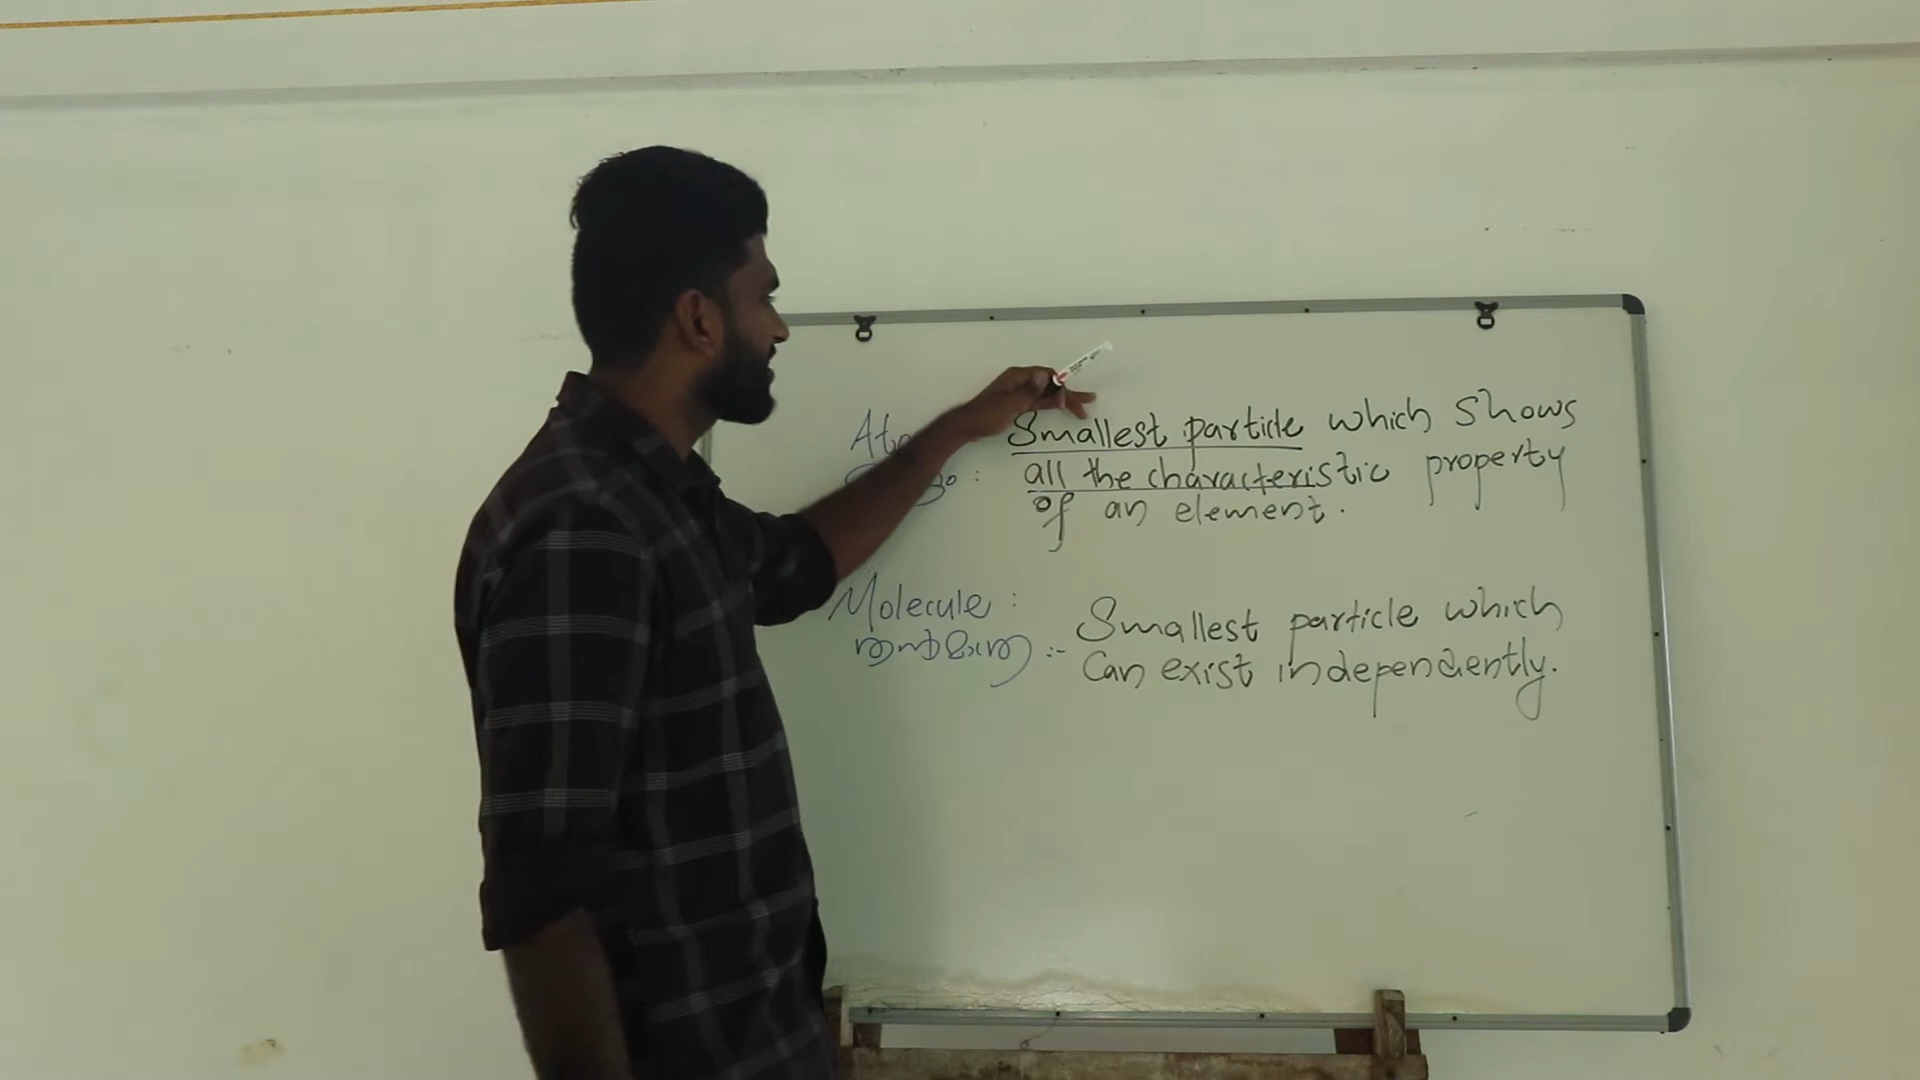 Smallest particle which shows
: all the characteristic property
of an element.
Molecule :
തന്മാത്ര :- Smallest particle which
Can exist independently.